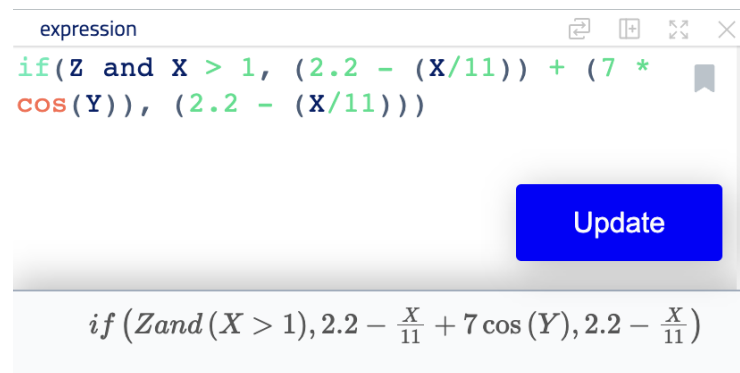 expression
if(Z and X > 1, (2.2 - (X/11)) + (7 *
cos(Y)), (2.2 - (X/11)))
Update
if (Zand (X > 1), 2.2 − X/11 + 7 cos (Y), 2.2 − X/11)